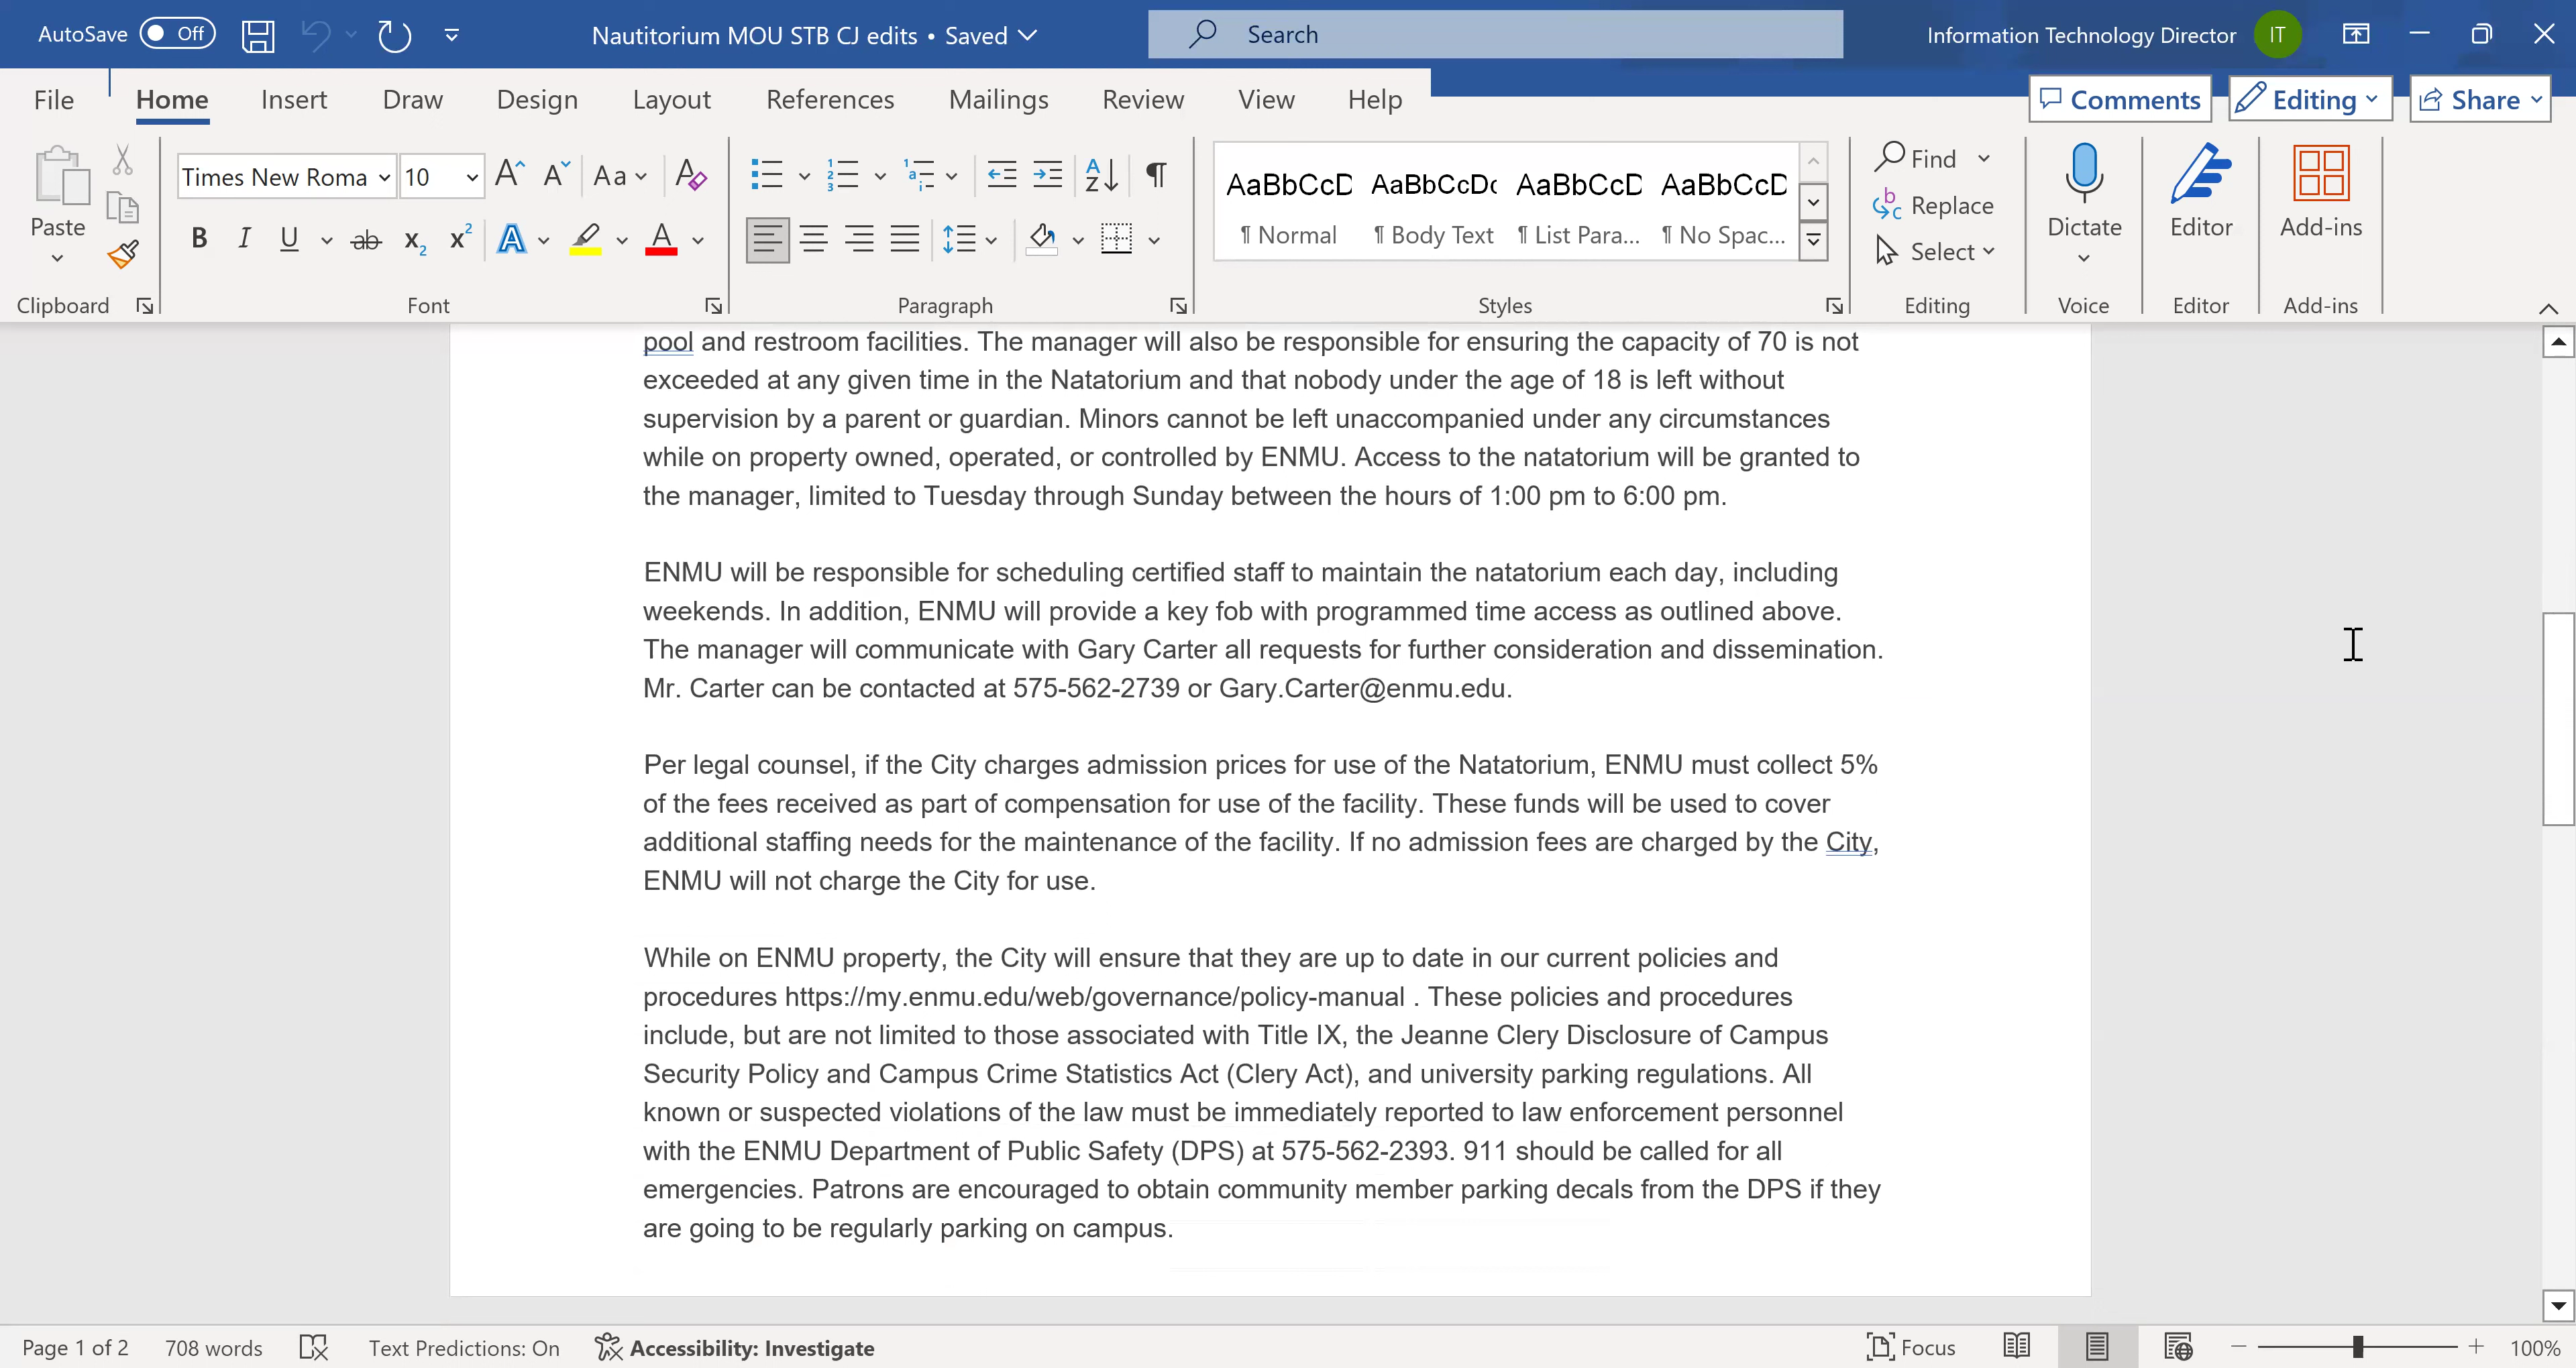 AutoSave Off Nautitorium MOU STB CJ edits • Saved Search Information Technology Director IT
File Home Insert Draw Design Layout References Mailings Review View Help Comments Editing Share
Paste Times New Roma 10 Aa AaBbCcD AaBbCcDc AaBbCcD AaBbCcD Find Replace Select Dictate Editor Add-ins
¶ Normal ¶ Body Text ¶ List Para... ¶ No Spac...
Clipboard Font Paragraph Styles Editing Voice Editor Add-ins
pool and restroom facilities. The manager will also be responsible for ensuring the capacity of 70 is not
exceeded at any given time in the Natatorium and that nobody under the age of 18 is left without
supervision by a parent or guardian. Minors cannot be left unaccompanied under any circumstances
while on property owned, operated, or controlled by ENMU. Access to the natatorium will be granted to
the manager, limited to Tuesday through Sunday between the hours of 1:00 pm to 6:00 pm.
ENMU will be responsible for scheduling certified staff to maintain the natatorium each day, including
weekends. In addition, ENMU will provide a key fob with programmed time access as outlined above.
The manager will communicate with Gary Carter all requests for further consideration and dissemination.
Mr. Carter can be contacted at 575-562-2739 or Gary.Carter@enmu.edu.
Per legal counsel, if the City charges admission prices for use of the Natatorium, ENMU must collect 5%
of the fees received as part of compensation for use of the facility. These funds will be used to cover
additional staffing needs for the maintenance of the facility. If no admission fees are charged by the City,
ENMU will not charge the City for use.
While on ENMU property, the City will ensure that they are up to date in our current policies and
procedures https://my.enmu.edu/web/governance/policy-manual . These policies and procedures
include, but are not limited to those associated with Title IX, the Jeanne Clery Disclosure of Campus
Security Policy and Campus Crime Statistics Act (Clery Act), and university parking regulations. All
known or suspected violations of the law must be immediately reported to law enforcement personnel
with the ENMU Department of Public Safety (DPS) at 575-562-2393. 911 should be called for all
emergencies. Patrons are encouraged to obtain community member parking decals from the DPS if they
are going to be regularly parking on campus.
Page 1 of 2 708 words Text Predictions: On Accessibility: Investigate Focus 100%